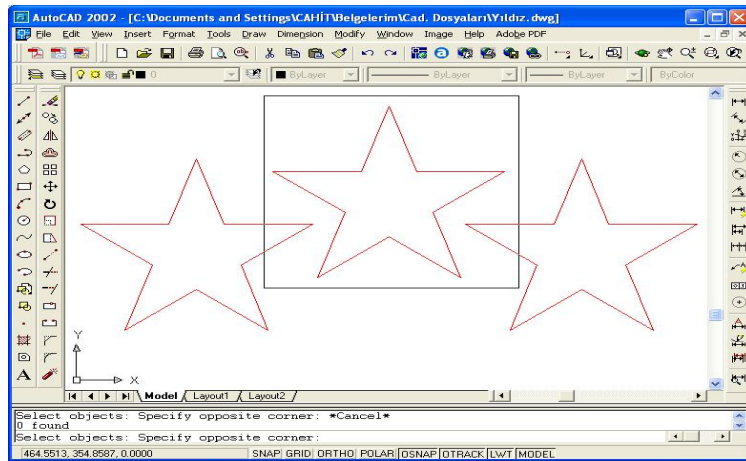 AutoCAD 2002 - [C:\Documents and Settings\CAHİT\Belgelerim\Cad. Dosyaları\Yıldız.dwg]
File Edit View Insert Format Tools Draw Dimension Modify Window Image Help Adobe PDF
0 ByLayer ByLayer ByLayer ByColor
A
Y
X
Model Layout1 Layout2
Select objects: Specify opposite corner: *Cancel*
0 found
Select objects: Specify opposite corner:
464.5513, 354.8587, 0.0000 SNAP GRID ORTHO POLAR OSNAP OTRACK LWT MODEL